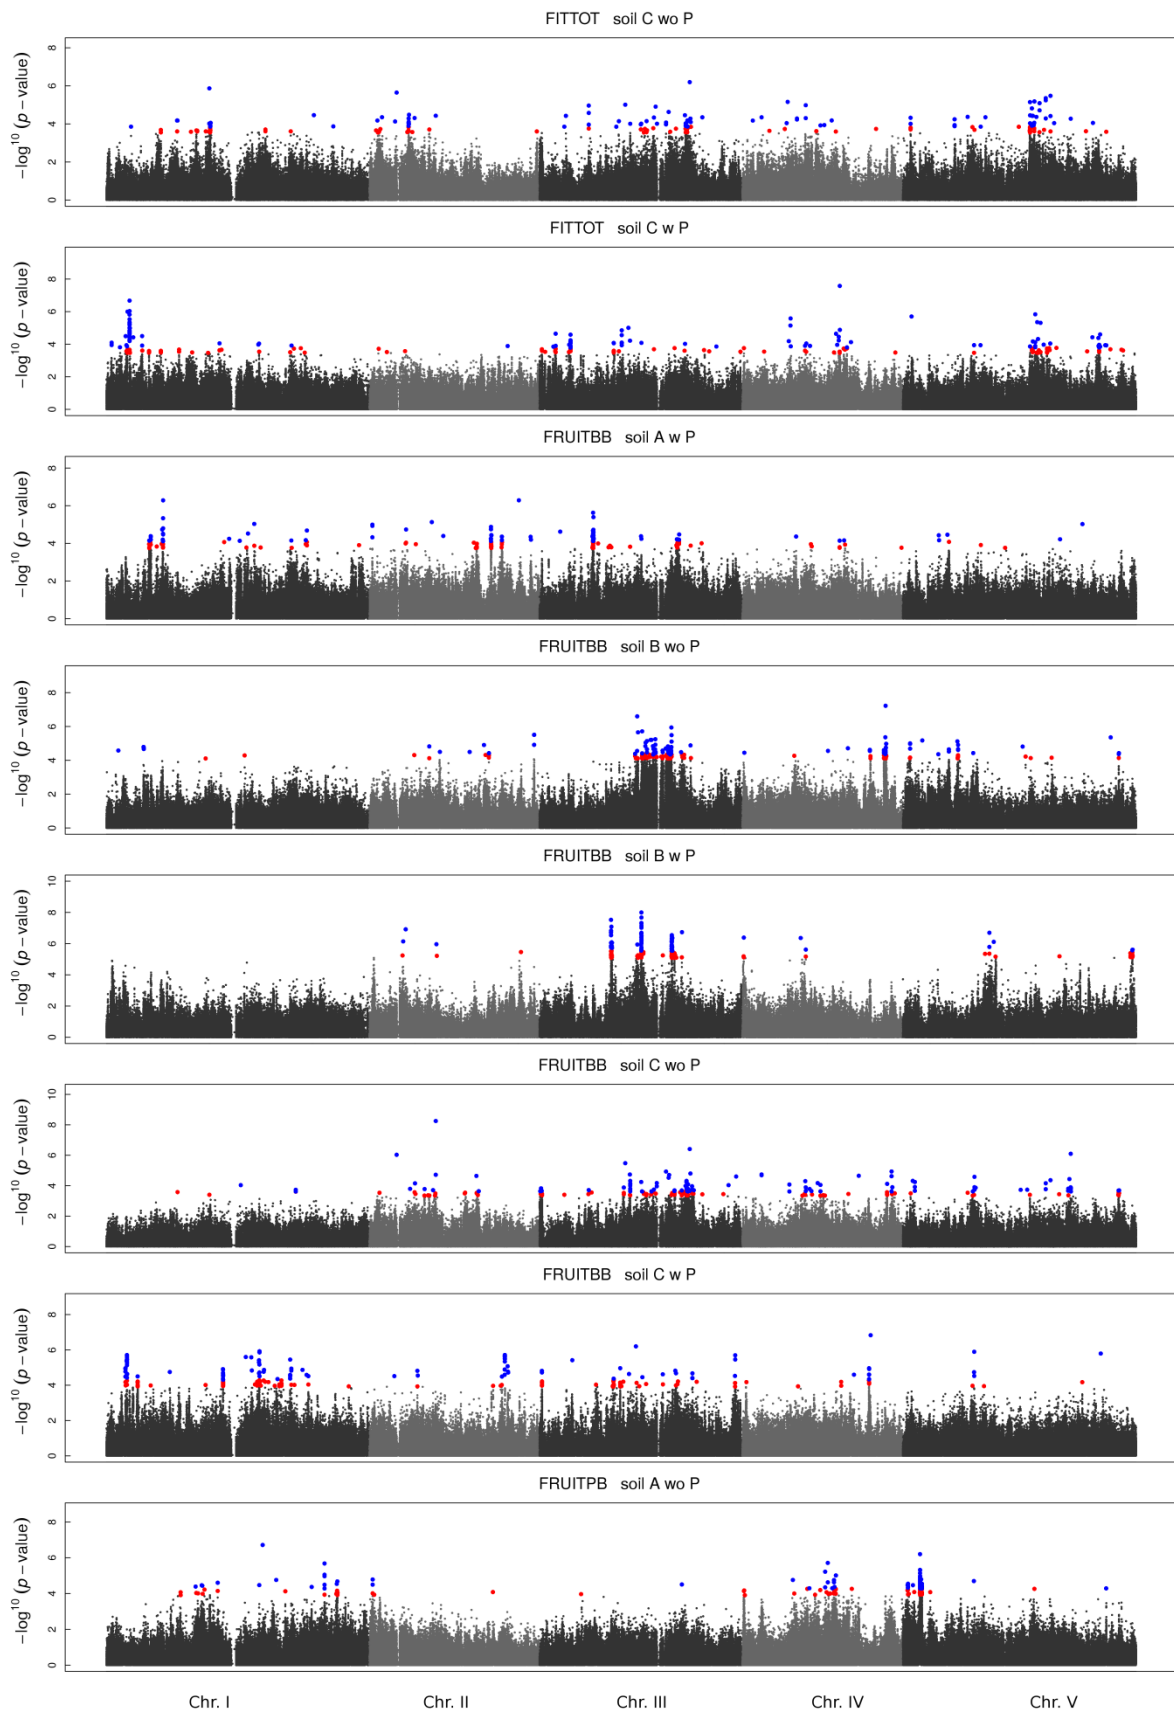 FITTOT soil C wo P
−log10 (p − value)
8
6
4
2
0
FITTOT soil C w P
−log10 (p − value)
8
6
4
2
0
FRUITBB soil A w P
−log10 (p − value)
8
6
4
2
0
FRUITBB soil B wo P
−log10 (p − value)
8
6
4
2
0
FRUITBB soil B w P
−log10 (p − value)
10
8
6
4
2
0
FRUITBB soil C wo P
−log10 (p − value)
10
8
6
4
2
0
FRUITBB soil C w P
−log10 (p − value)
8
6
4
2
0
FRUITPB soil A wo P
−log10 (p − value)
8
6
4
2
0
Chr. I Chr. II Chr. III Chr. IV Chr. V